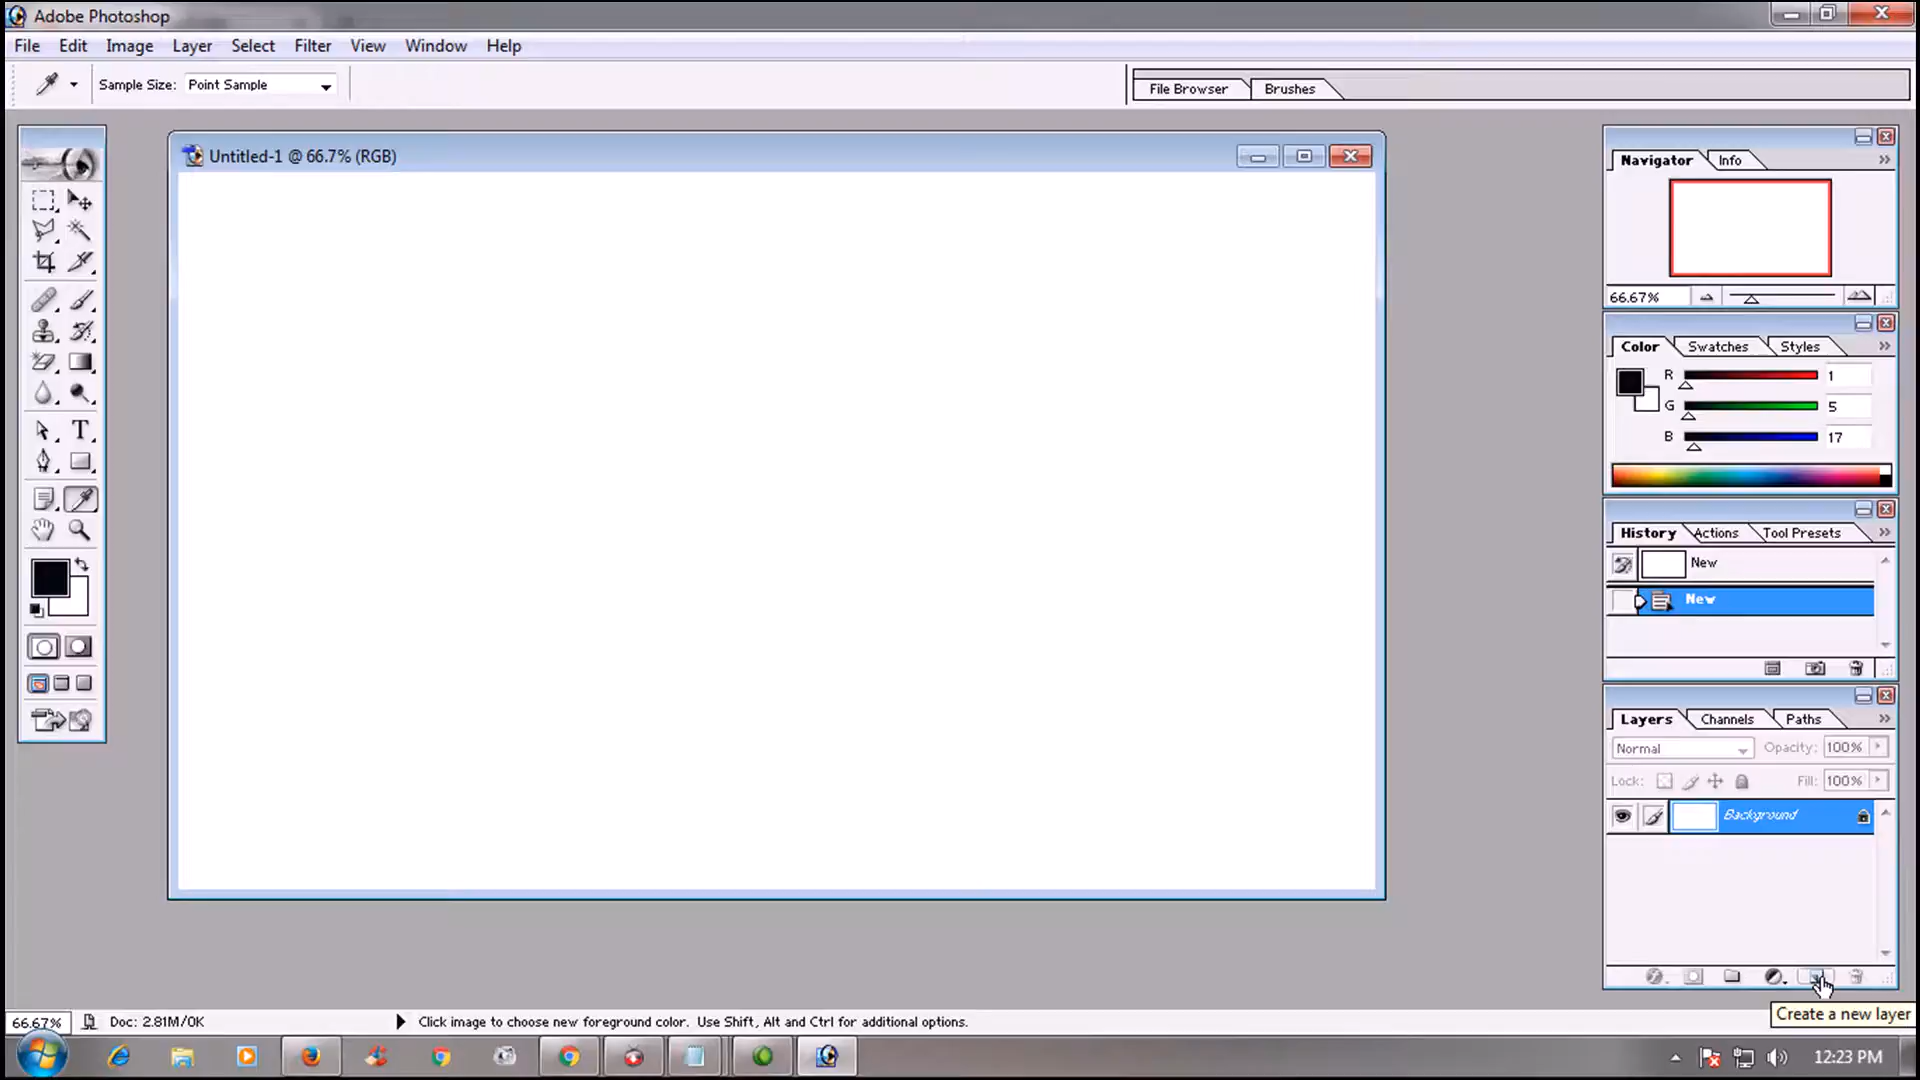 Adobe Photoshop
File Edit Image Layer Select Filter View Window Help
Sample Size: Point Sample
File Browser Brushes
Untitled-1 @ 66.7% (RGB)
Navigator Info
66.67%
Color Swatches Styles
R 1
G 5
B 17
History Actions Tool Presets
New
New
Layers Channels Paths
Normal Opacity: 100%
Lock: Fill: 100%
Background
T
Create a new layer
66.67% Doc: 2.81M/0K Click image to choose new foreground color. Use Shift, Alt and Ctrl for additional options.
12:23 PM